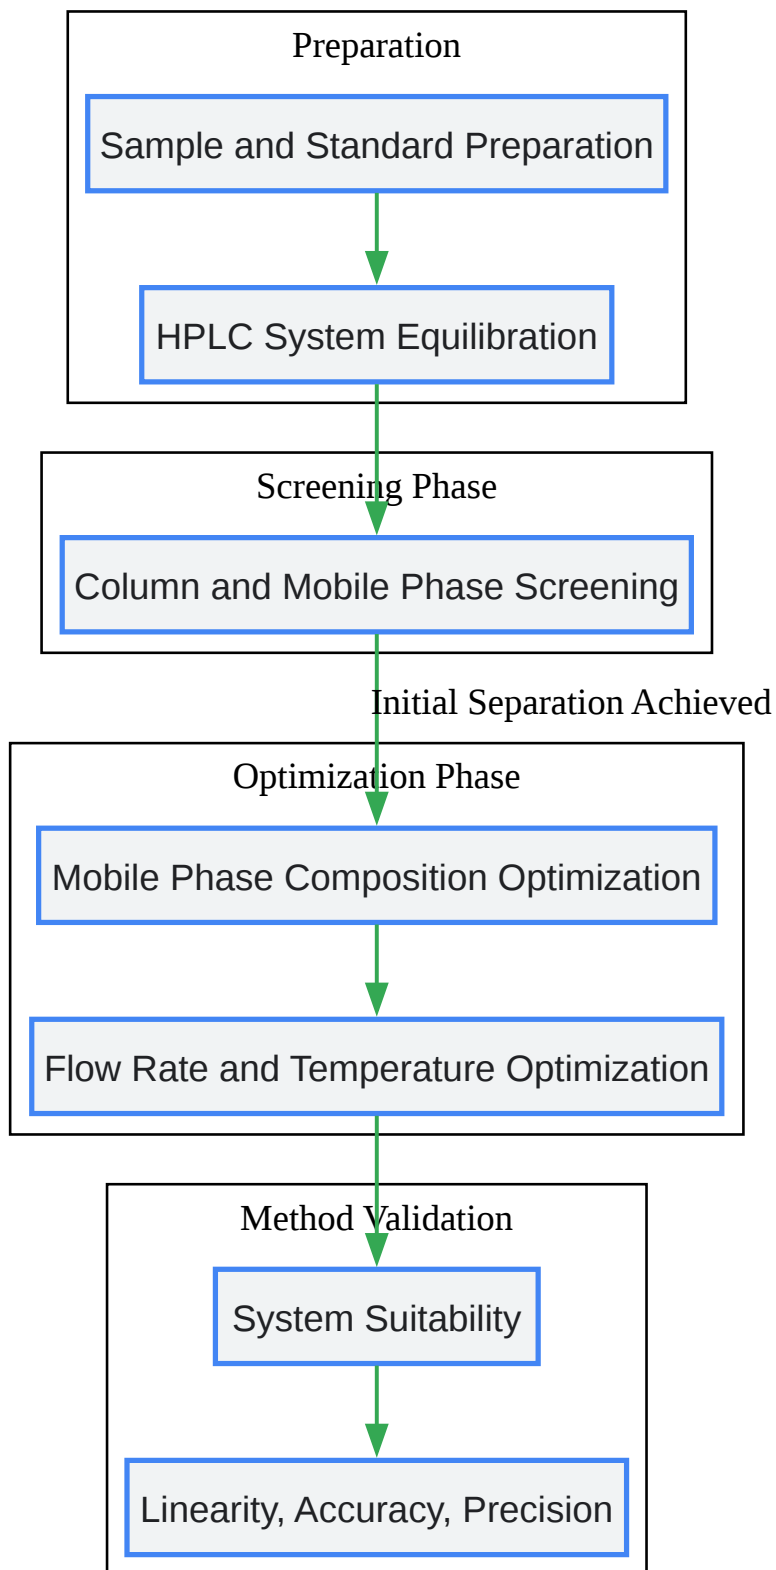 Preparation
Sample and Standard Preparation
HPLC System Equilibration
Screening Phase
Column and Mobile Phase Screening
Initial Separation Achieved
Optimization Phase
Mobile Phase Composition Optimization
Flow Rate and Temperature Optimization
Method Validation
System Suitability
Linearity, Accuracy, Precision